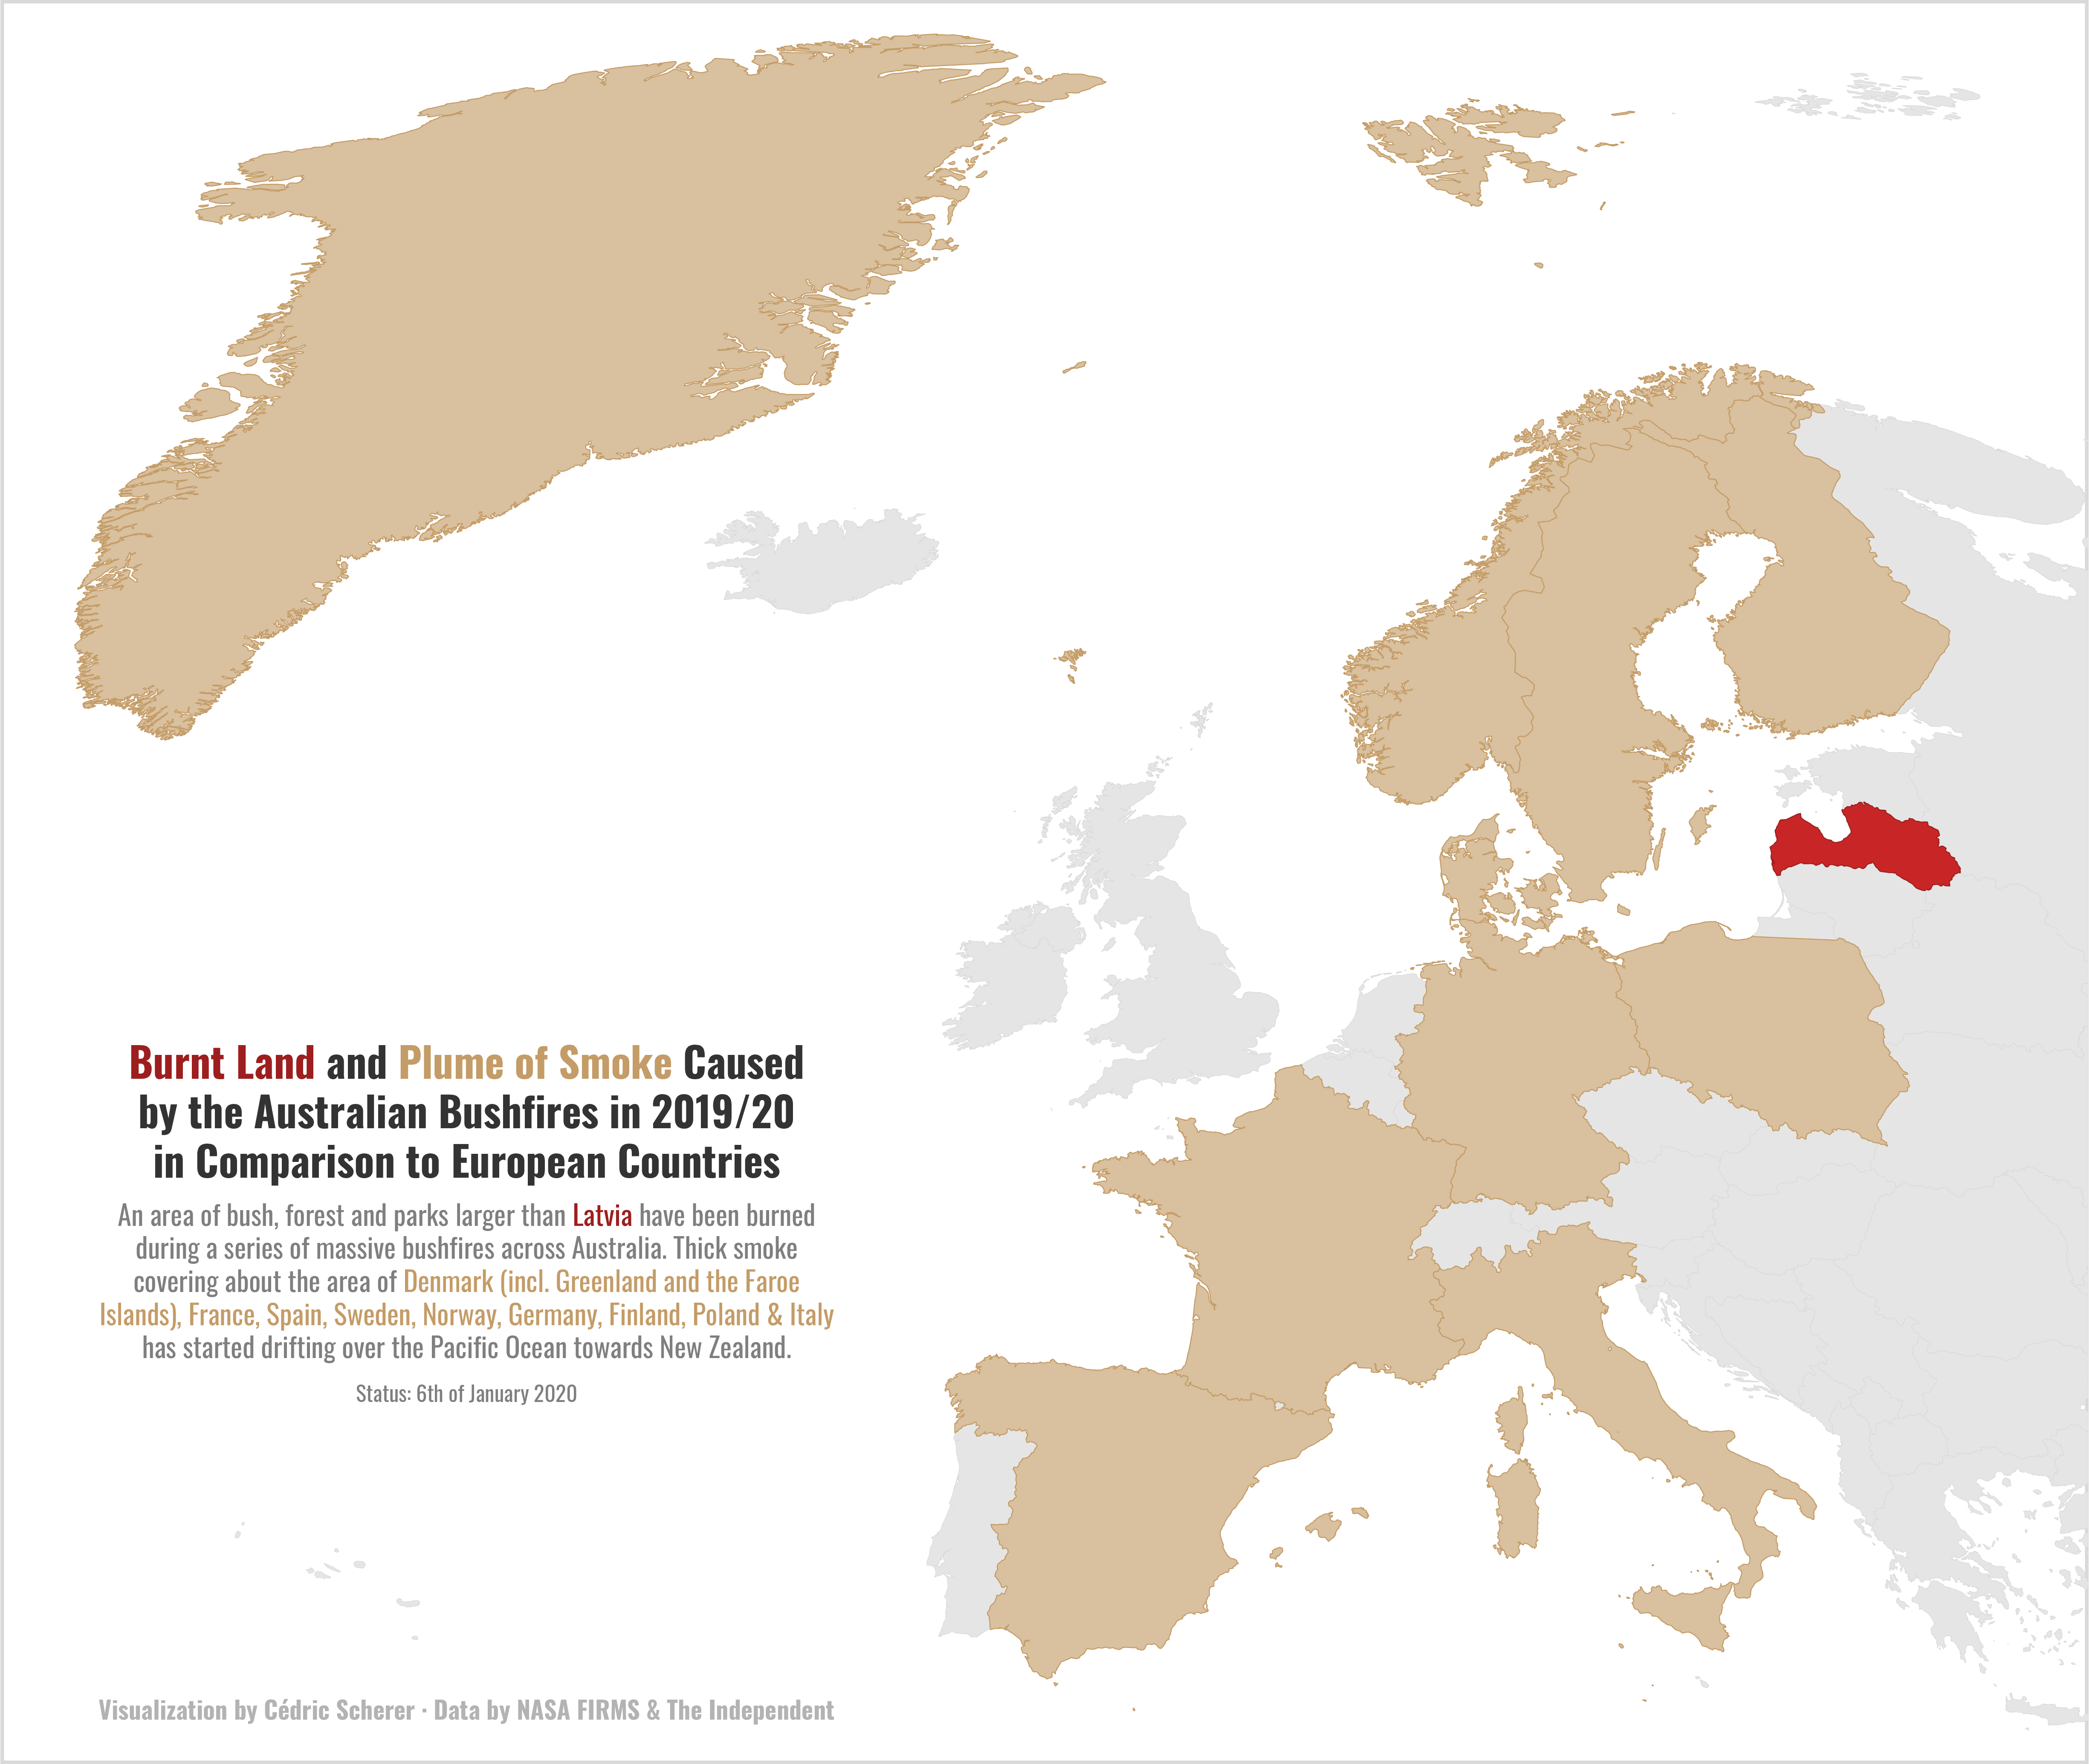 Burnt Land and Plume of Smoke Caused
by the Australian Bushfires in 2019/20
in Comparison to European Countries
An area of bush, forest and parks larger than Latvia have been burned
during a series of massive bushfires across Australia. Thick smoke
covering about the area of Denmark (incl. Greenland and the Faroe
Islands), France, Spain, Sweden, Norway, Germany, Finland, Poland & Italy
has started drifting over the Pacific Ocean towards New Zealand.
Status: 6th of January 2020
Visualization by Cédric Scherer · Data by NASA FIRMS & The Independent